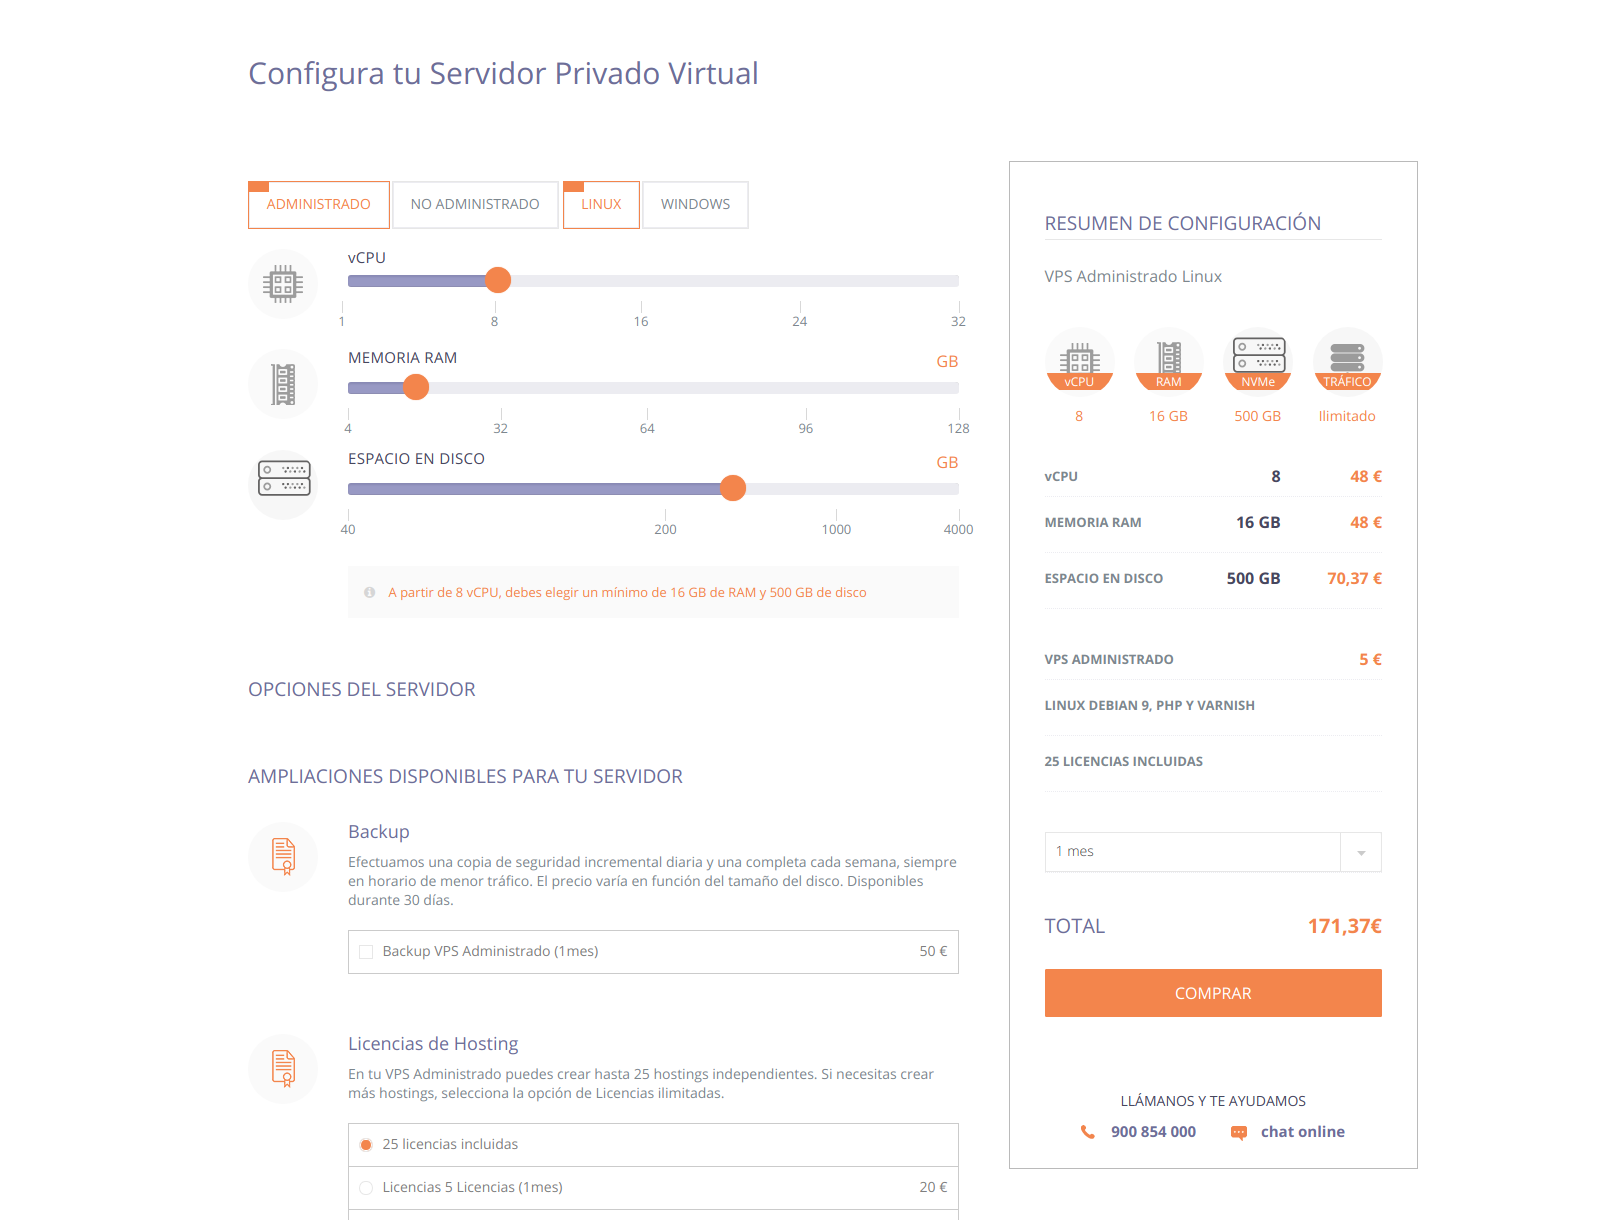 Configura tu Servidor Privado Virtual
ADMINISTRADO
NO ADMINISTRADO
LINUX
WINDOWS
vCPU
1 8 16 24 32
MEMORIA RAM GB
4 32 64 96 128
ESPACIO EN DISCO GB
40 200 1000 4000
A partir de 8 vCPU, debes elegir un mínimo de 16 GB de RAM y 500 GB de disco
OPCIONES DEL SERVIDOR
AMPLIACIONES DISPONIBLES PARA TU SERVIDOR
Backup
Efectuamos una copia de seguridad incremental diaria y una completa cada semana, siempre
en horario de menor tráfico. El precio varía en función del tamaño del disco. Disponibles
durante 30 días.
Backup VPS Administrado (1mes) 50 €
Licencias de Hosting
En tu VPS Administrado puedes crear hasta 25 hostings independientes. Si necesitas crear
más hostings, selecciona la opción de Licencias ilimitadas.
25 licencias incluidas
Licencias 5 Licencias (1mes) 20 €
RESUMEN DE CONFIGURACIÓN
VPS Administrado Linux
vCPU RAM NVMe TRÁFICO
8 16 GB 500 GB Ilimitado
vCPU 8 48 €
MEMORIA RAM 16 GB 48 €
ESPACIO EN DISCO 500 GB 70,37 €
VPS ADMINISTRADO 5 €
LINUX DEBIAN 9, PHP Y VARNISH
25 LICENCIAS INCLUIDAS
1 mes
TOTAL 171,37€
COMPRAR
LLÁMANOS Y TE AYUDAMOS
900 854 000 chat online